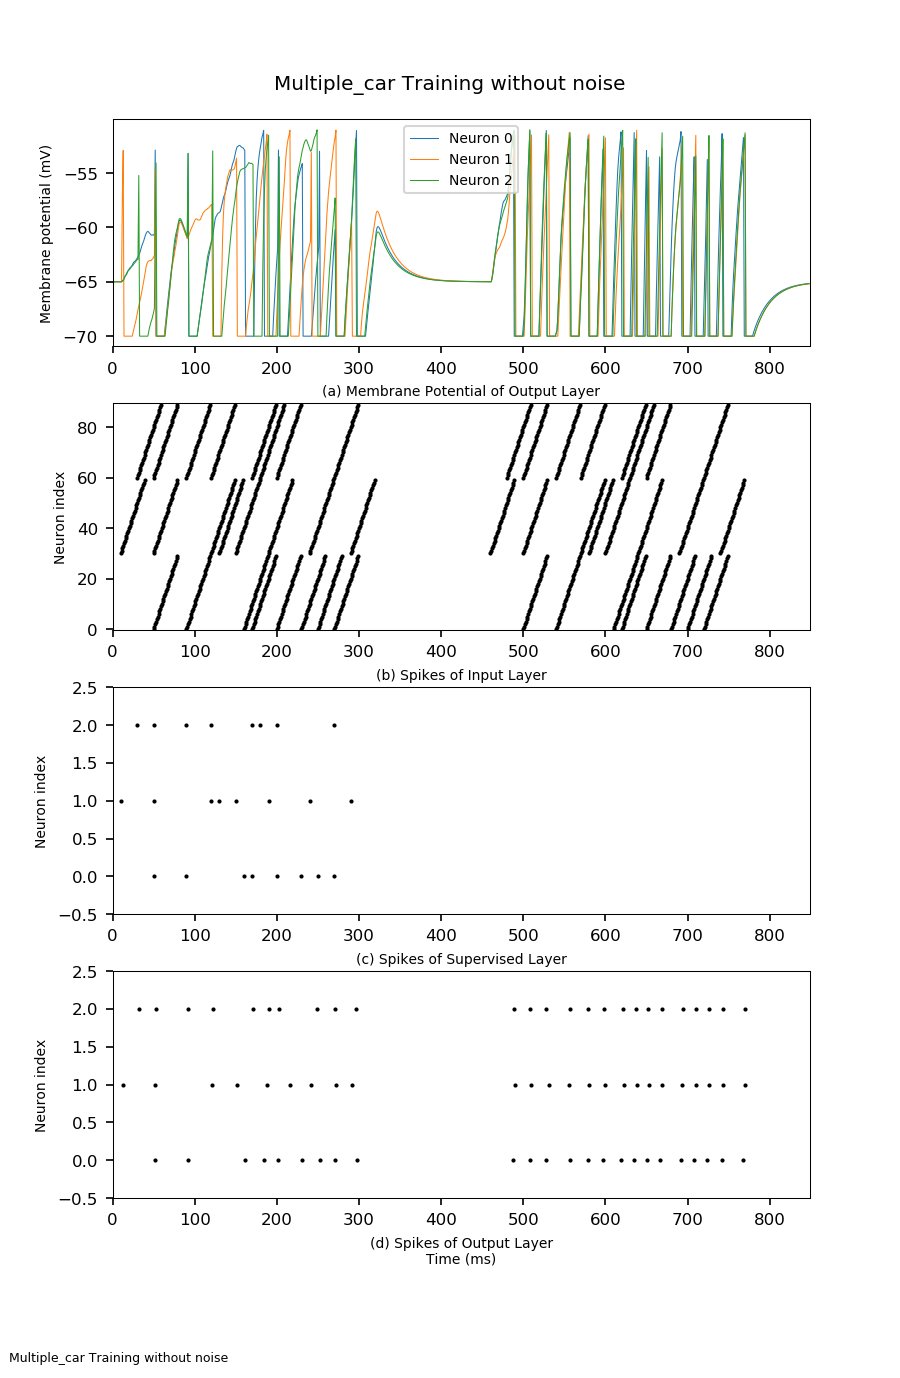 Multiple_car Training without noise
Membrane potential (mV)
−55
−60
−65
−70
Neuron 0
Neuron 1
Neuron 2
0 100 200 300 400 500 600 700 800
(a) Membrane Potential of Output Layer
Neuron index
80
60
40
20
0
0 100 200 300 400 500 600 700 800
(b) Spikes of Input Layer
Neuron index
2.5
2.0
1.5
1.0
0.5
0.0
−0.5
0 100 200 300 400 500 600 700 800
(c) Spikes of Supervised Layer
Neuron index
2.5
2.0
1.5
1.0
0.5
0.0
−0.5
0 100 200 300 400 500 600 700 800
(d) Spikes of Output Layer
Time (ms)
Multiple_car Training without noise